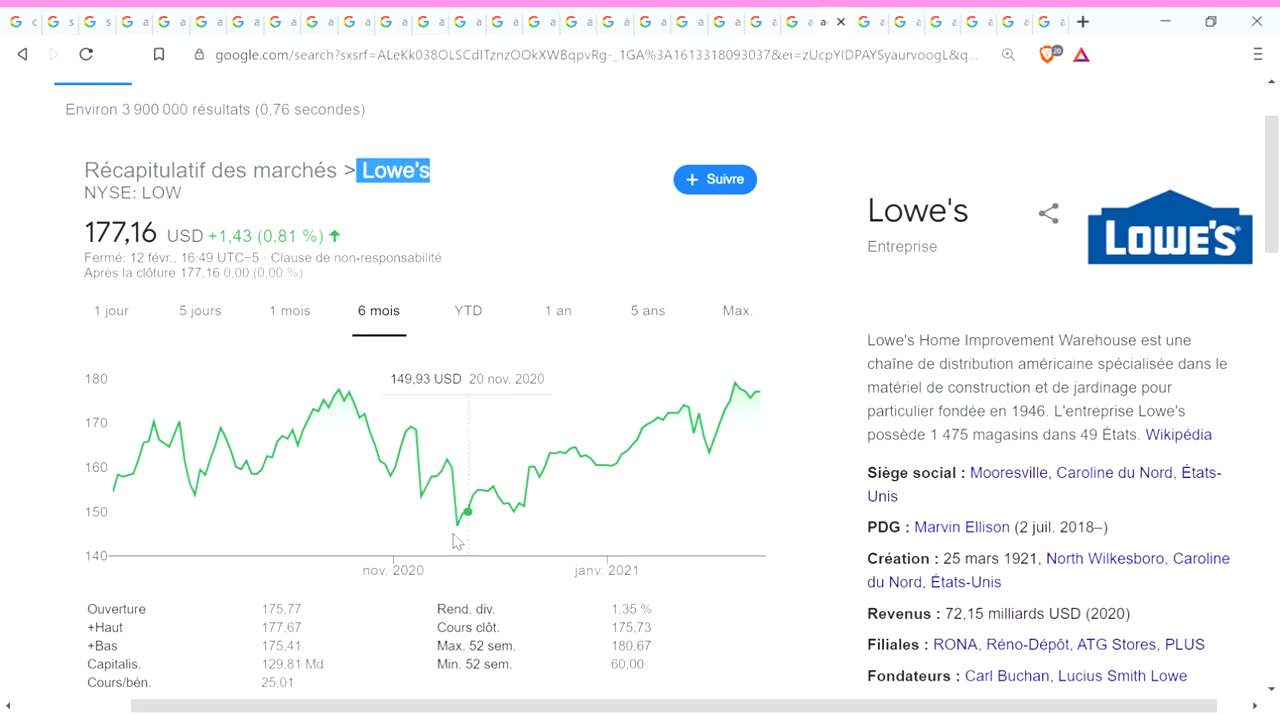 google.com/search?sxsrf=ALeKk038OLSCdITznzOOkXWBqpvRg-_1GA%3A1613318093037&ei=zUcpYIDPAYSyaurvoogL&q...
20
Environ 3 900 000 résultats (0,76 secondes)
Récapitulatif des marchés > Lowe's
NYSE: LOW
+ Suivre
177,16 USD +1,43 (0,81 %)
Fermé: 12 févr., 16:49 UTC−5 · Clause de non-responsabilité
Après la clôture 177,16 0,00 (0,00 %)
1 jour 5 jours 1 mois 6 mois YTD 1 an 5 ans Max.
149,93 USD 20 nov. 2020
180
170
160
150
140
nov. 2020 janv. 2021
Ouverture 175,77 Rend. div. 1,35 %
+Haut 177,67 Cours clôt. 175,73
+Bas 175,41 Max. 52 sem. 180,67
Capitalis. 129,81 Md Min. 52 sem. 60,00
Cours/bén. 25,01
Lowe's
Entreprise
LOWE'S
Lowe's Home Improvement Warehouse est une
chaîne de distribution américaine spécialisée dans le
matériel de construction et de jardinage pour
particulier fondée en 1946. L'entreprise Lowe's
possède 1 475 magasins dans 49 États. Wikipédia
Siège social : Mooresville, Caroline du Nord, États-
Unis
PDG : Marvin Ellison (2 juil. 2018–)
Création : 25 mars 1921, North Wilkesboro, Caroline
du Nord, États-Unis
Revenus : 72,15 milliards USD (2020)
Filiales : RONA, Réno-Dépôt, ATG Stores, PLUS
Fondateurs : Carl Buchan, Lucius Smith Lowe